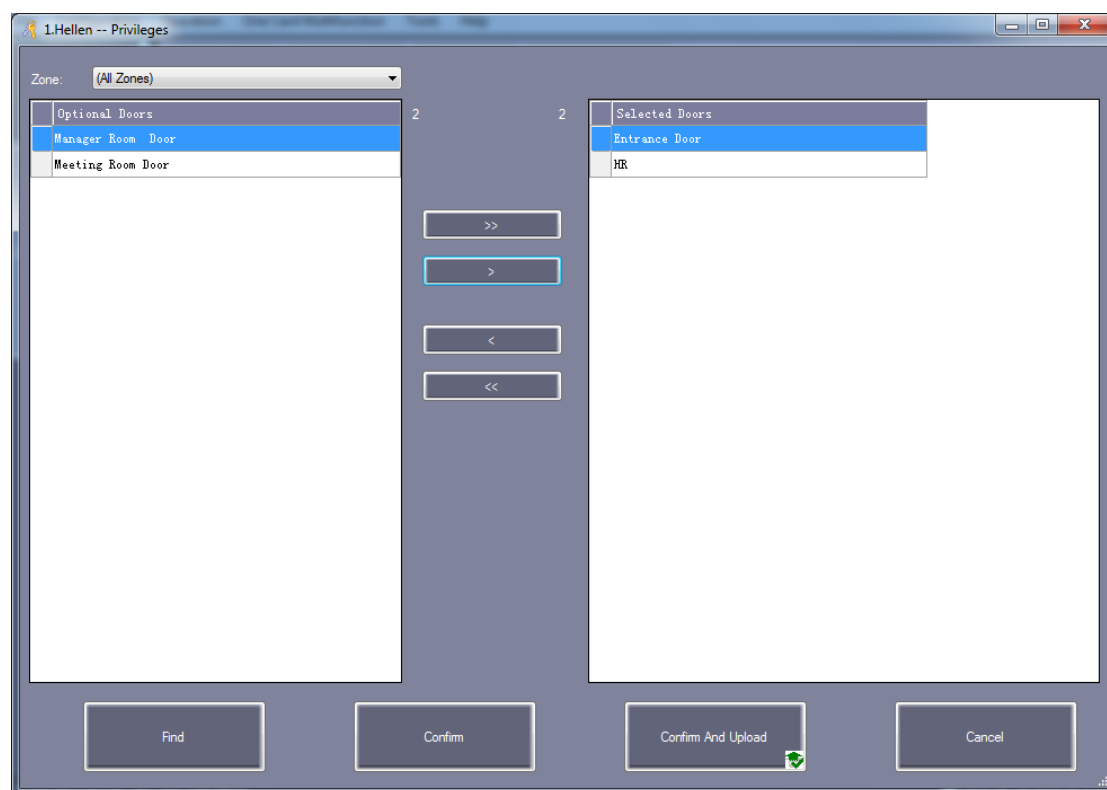 1.Hellen -- Privileges
Zone: (All Zones)
Optional Doors
Manager Room Door
Meeting Room Door
2 2
Selected Doors
Entrance Door
HR
>>
>
<
<<
Find
Confirm
Confirm And Upload
Cancel